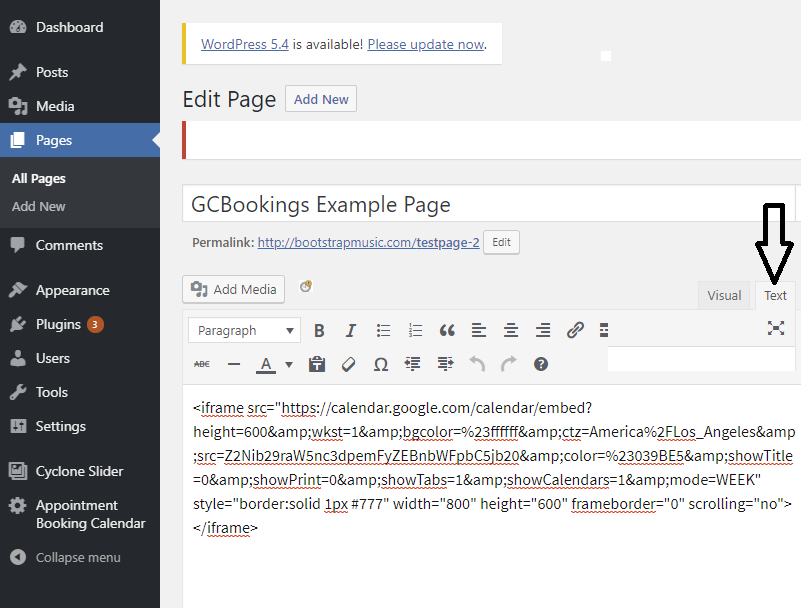 Dashboard
Posts
Media
Pages
All Pages
Add New
Comments
Appearance
Plugins 3
Users
Tools
Settings
Cyclone Slider
Appointment
Booking Calendar
Collapse menu
WordPress 5.4 is available! Please update now.
Edit Page Add New
GCBookings Example Page
Permalink: http://bootstrapmusic.com/testpage-2 Edit
Add Media
Visual Text
Paragraph B I
ABC A Ω
<iframe src="https://calendar.google.com/calendar/embed?
height=600&amp;wkst=1&amp;bgcolor=%23ffffff&amp;ctz=America%2FLos_Angeles&amp
;src=Z2Nib29raW5nc3dpemFyZEBnbWFpbC5jb20&amp;color=%23039BE5&amp;showTitle
=0&amp;showPrint=0&amp;showTabs=1&amp;showCalendars=1&amp;mode=WEEK"
style="border:solid 1px #777" width="800" height="600" frameborder="0" scrolling="no">
</iframe>